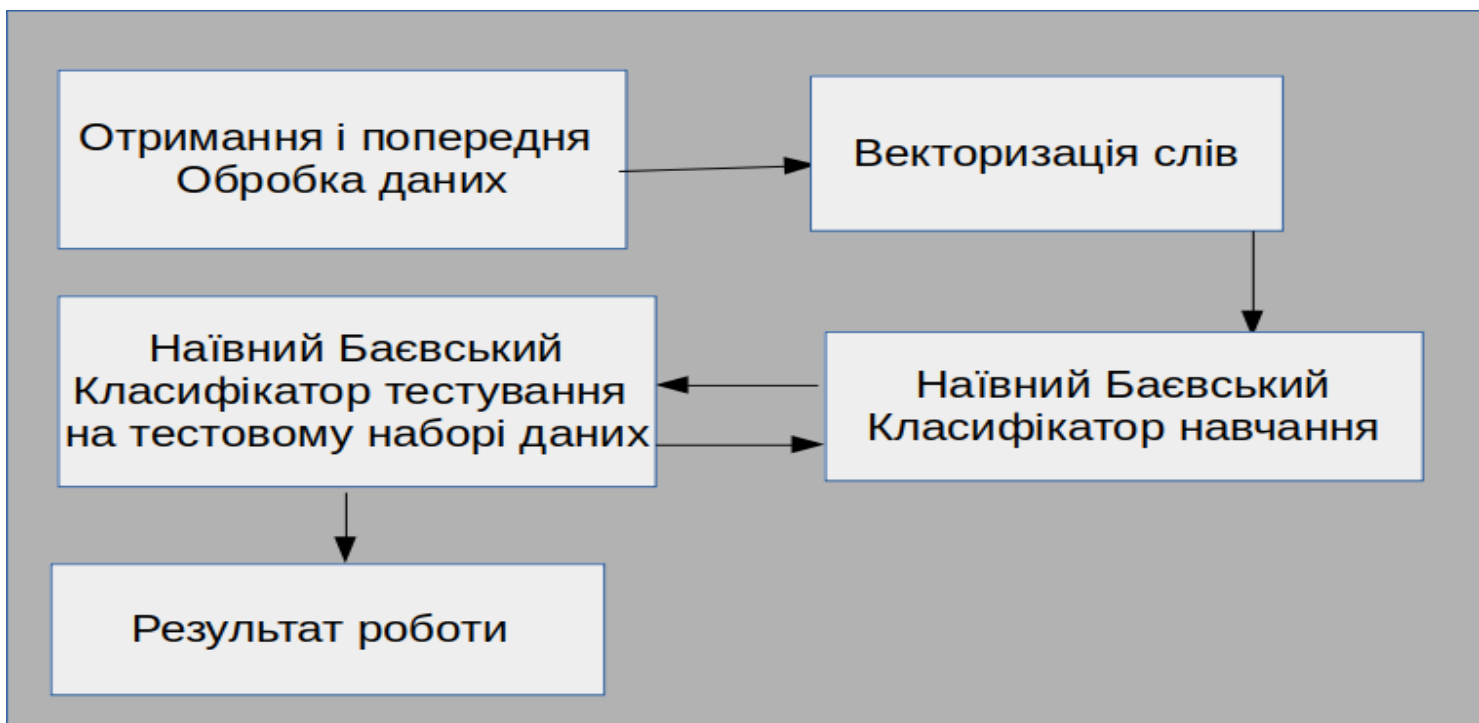 Отримання і попередня
Обробка даних
Векторизація слів
Наївний Баєвський
Класифікатор тестування
на тестовому наборі даних
Наївний Баєвський
Класифікатор навчання
Результат роботи